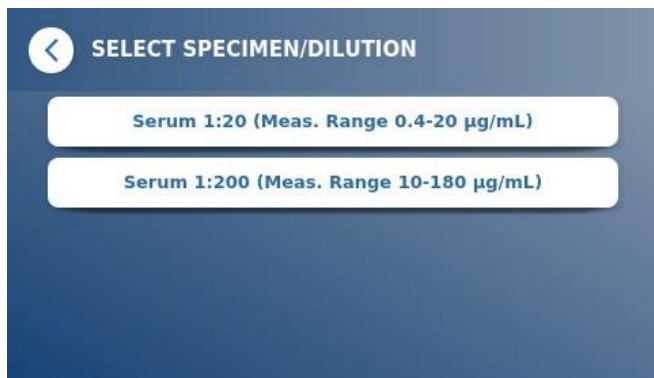 SELECT SPECIMEN/DILUTION
Serum 1:20 (Meas. Range 0.4-20 µg/mL)
Serum 1:200 (Meas. Range 10-180 µg/mL)